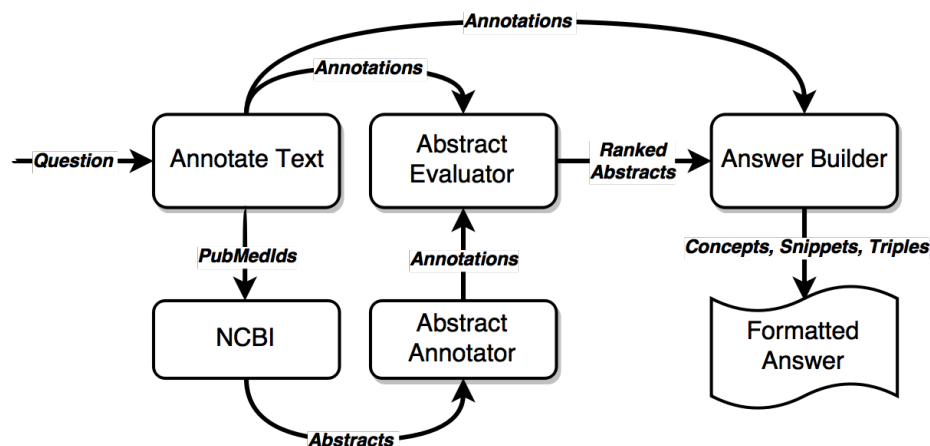 Annotations
Annotations
Question
Annotate Text
Abstract
Evaluator
Ranked
Abstracts
Answer Builder
PubMedIds
Annotations
Concepts, Snippets, Triples
NCBI
Abstract
Annotator
Formatted
Answer
Abstracts